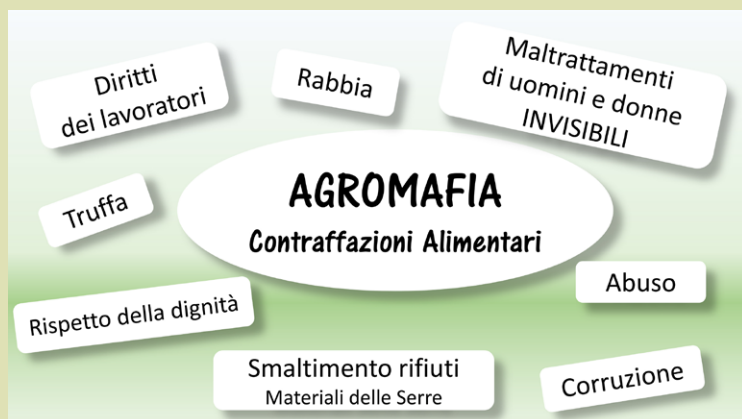 Diritti
dei lavoratori
Rabbia
Maltrattamenti
di uomini e donne
INVISIBILI
Truffa
AGROMAFIA
Contraffazioni Alimentari
Abuso
Rispetto della dignità
Smaltimento rifiuti
Materiali delle Serre
Corruzione